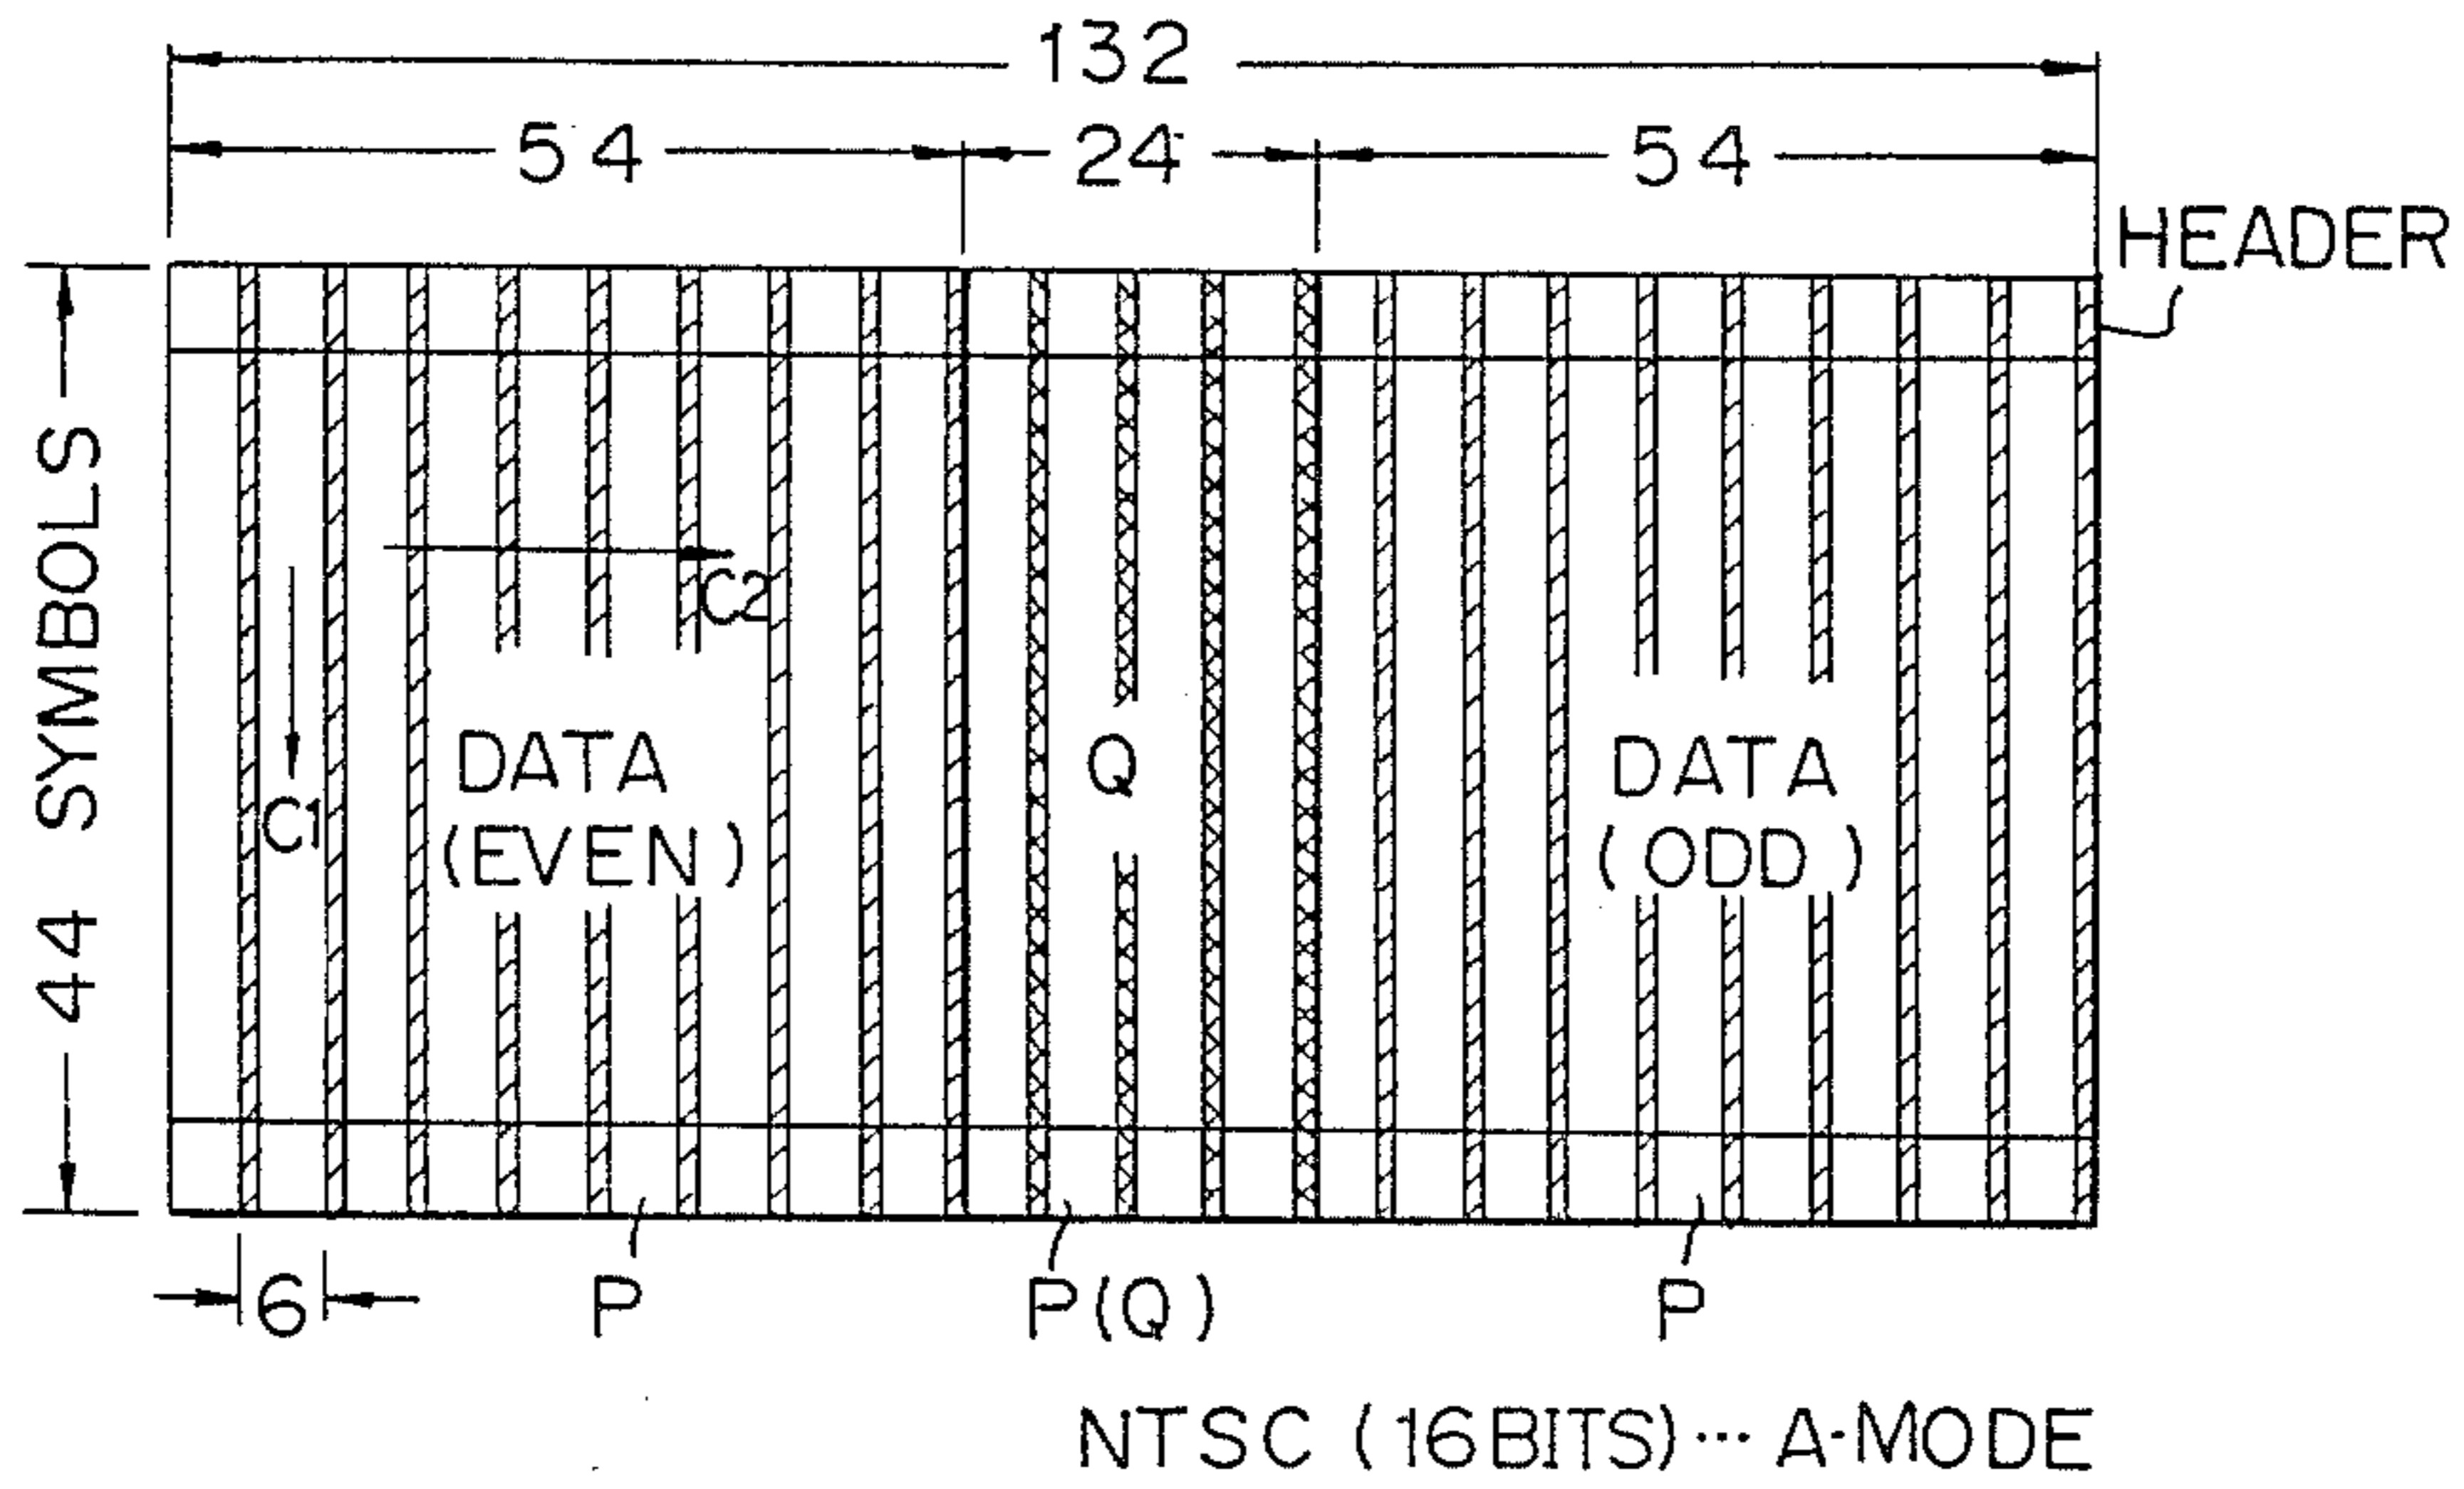 132
54 24 54
HEADER
44 SYMBOLS
C2
C1
DATA
(EVEN)
Q
DATA
(ODD)
6
P
P(Q)
P
NTSC (16BITS)··· A-MODE